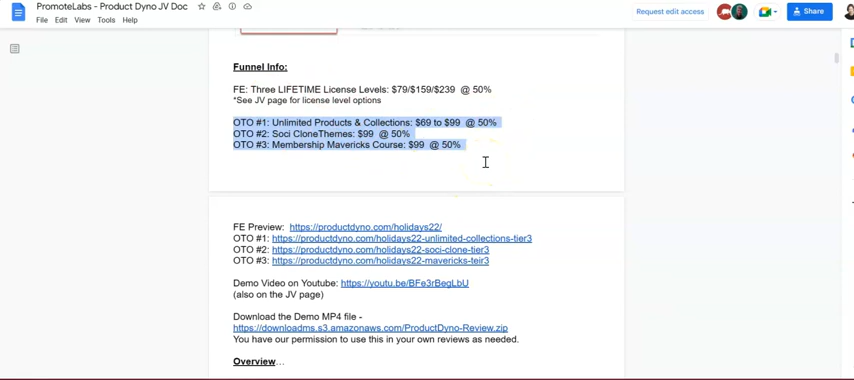 PromoteLabs - Product Dyno JV Doc
Request edit access
Share
File Edit View Tools Help
Funnel Info:
FE: Three LIFETIME License Levels: $79/$159/$239 @ 50%
*See JV page for license level options
OTO #1: Unlimited Products & Collections: $69 to $99 @ 50%
OTO #2: Soci CloneThemes: $99 @ 50%
OTO #3: Membership Mavericks Course: $99 @ 50%
FE Preview: https://productdyno.com/holidays22/
OTO #1: https://productdyno.com/holidays22-unlimited-collections-tier3
OTO #2: https://productdyno.com/holidays22-soci-clone-tier3
OTO #3: https://productdyno.com/holidays22-mavericks-teir3
Demo Video on Youtube: https://youtu.be/BFe3rBegLbU
(also on the JV page)
Download the Demo MP4 file -
https://downloadms.s3.amazonaws.com/ProductDyno-Review.zip
You have our permission to use this in your own reviews as needed.
Overview…